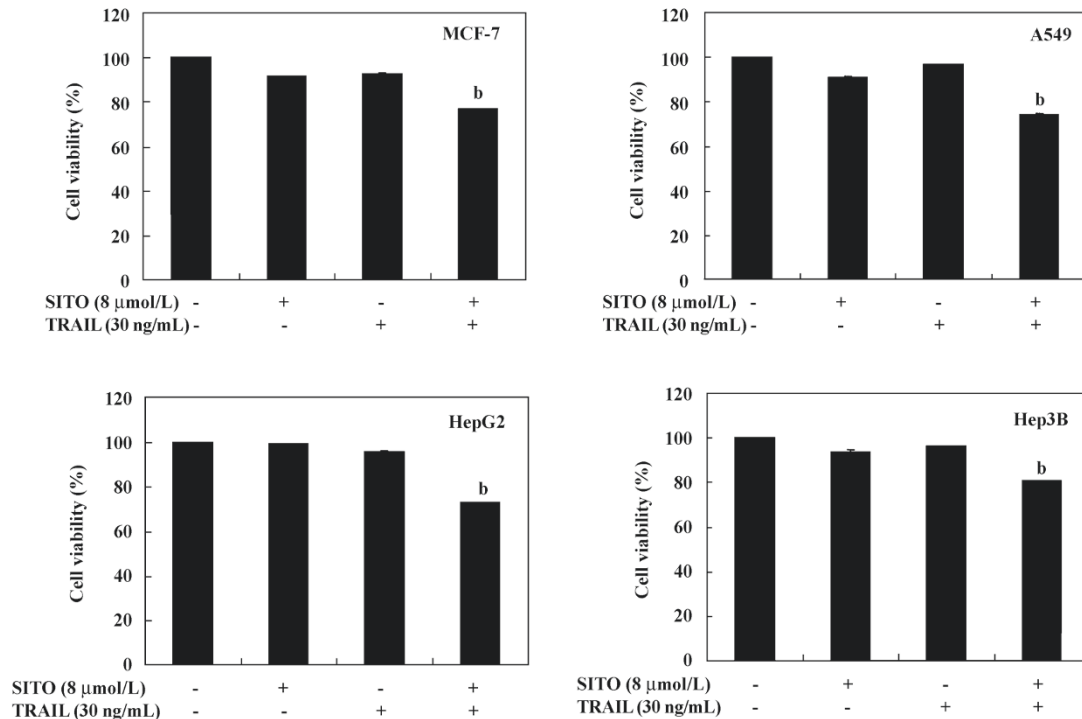 120
100
80
60
40
20
0
Cell viability (%)
MCF-7
b
SITO (8 μmol/L) - + - +
TRAIL (30 ng/mL) - - + +
120
100
80
60
40
20
0
Cell viability (%)
A549
b
SITO (8 μmol/L) - + - +
TRAIL (30 ng/mL) - - + +
120
100
80
60
40
20
0
Cell viability (%)
HepG2
b
SITO (8 μmol/L) - + - +
TRAIL (30 ng/mL) - - + +
120
100
80
60
40
20
0
Cell viability (%)
Hep3B
b
SITO (8 μmol/L) - + - +
TRAIL (30 ng/mL) - - + +